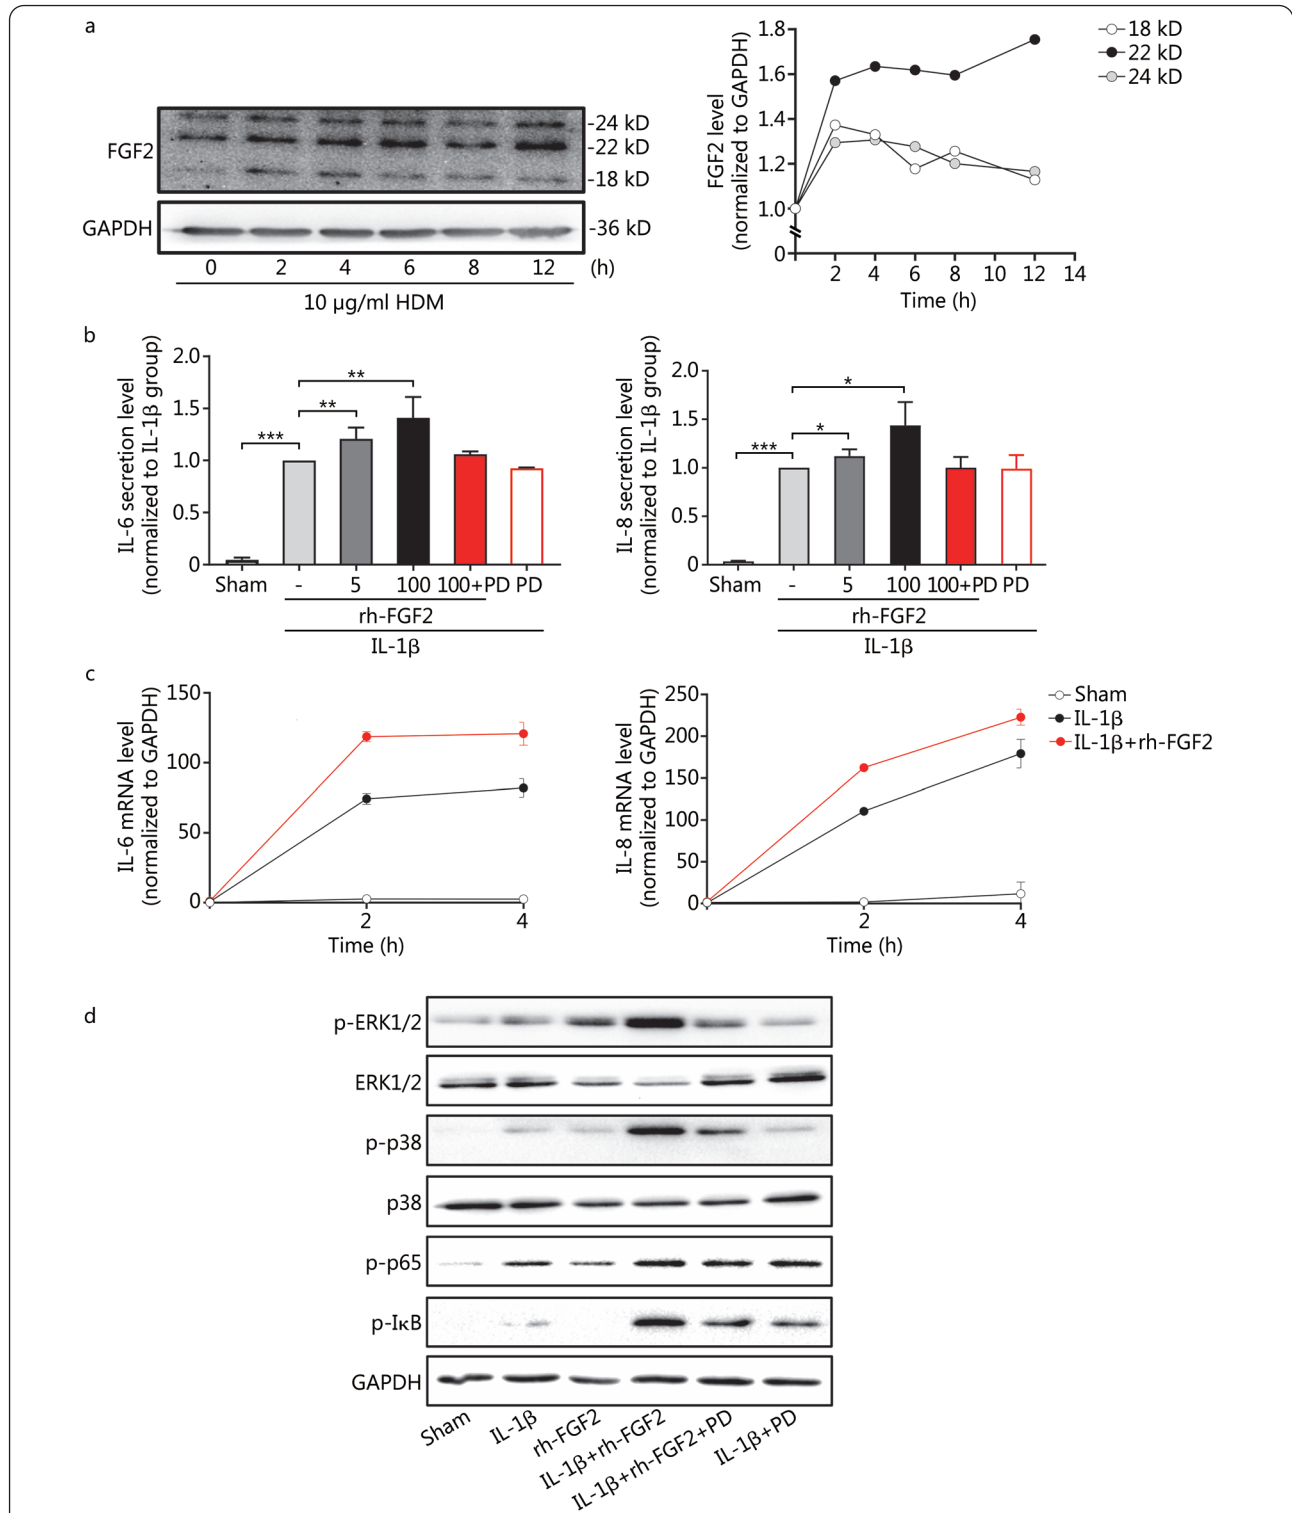 a
FGF2
GAPDH
-24 kD
-22 kD
-18 kD
-36 kD
0 2 4 6 8 12 (h)
10 μg/ml HDM
FGF2 level
(normalized to GAPDH)
1.8
1.6
1.4
1.2
1.0
0
2 4 6 8 10 12 14
Time (h)
18 kD
22 kD
24 kD
b
IL-6 secretion level
(normalized to IL-1β group)
2.0
1.5
1.0
0.5
0
***
**
**
Sham - 5 100 100+PD PD
rh-FGF2
IL-1β
IL-8 secretion level
(normalized to IL-1β group)
2.0
1.5
1.0
0.5
0
***
*
*
Sham - 5 100 100+PD PD
rh-FGF2
IL-1β
c
IL-6 mRNA level
(normalized to GAPDH)
150
100
50
0
2 4
Time (h)
IL-8 mRNA level
(normalized to GAPDH)
250
200
150
100
50
0
2 4
Time (h)
Sham
IL-1β
IL-1β+rh-FGF2
d
p-ERK1/2
ERK1/2
p-p38
p38
p-p65
p-IκB
GAPDH
Sham
IL-1β
rh-FGF2
IL-1β+rh-FGF2
IL-1β+rh-FGF2+PD
IL-1β+PD